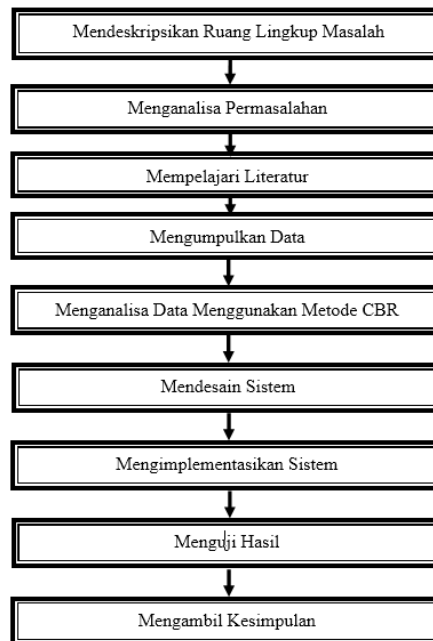 Mendeskripsikan Ruang Lingkup Masalah
Menganalisa Permasalahan
Mempelajari Literatur
Mengumpulkan Data
Menganalisa Data Menggunakan Metode CBR
Mendesain Sistem
Mengimplementasikan Sistem
Menguji Hasil
Mengambil Kesimpulan